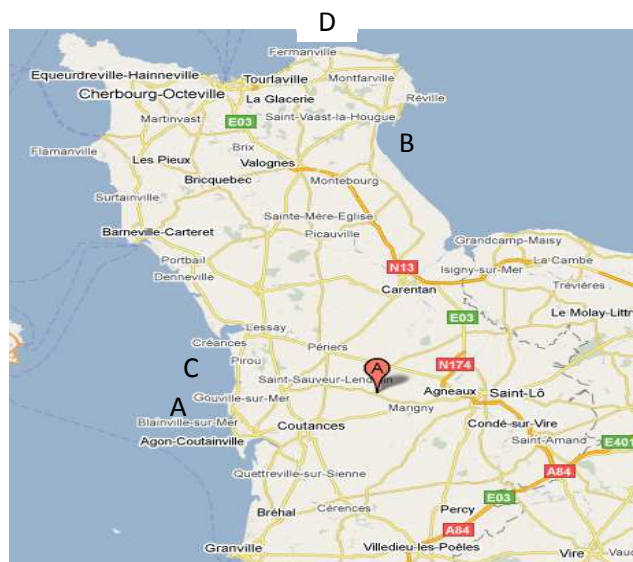 D
Fermanville
Equeurdreville-Hainneville
Tourlaville
Montfarville
Cherbourg-Octeville
La Glacerie
Réville
Martinvast
Saint-Vaast-la-Hougue
E03
B
Flamanville
Les Pieux
Brix
Valognes
Bricquebec
Montebourg
Surtainville
Sainte-Mère-Eglise
Barneville-Carteret
Picauville
Grandcamp-Maisy
La Cambe
Portbail
N13
Isigny-sur-Mer
Denneville
Carentan
Trévières
E03
Le Molay-Littr
Lessay
Créances
Périers
C
Pirou
A
N174
Saint-Sauveur-Lendelin
Agneaux
Saint-Lô
Gouville-sur-Mer
A
Marigny
Blainville-sur-Mer
Condé-sur-Vire
Agon-Coutainville
Coutances
Saint-Amand
E401
Quettreville-sur-Sienne
A84
E03
Bréhal
Cérences
Percy
A84
Granville
Villedieu-les-Poêles
Vire
Vaud